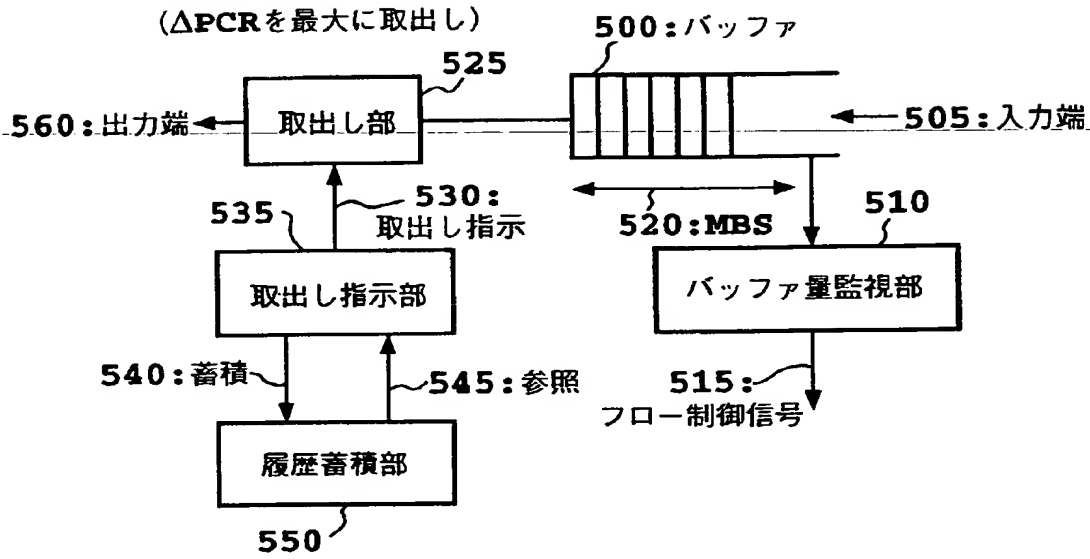 (ΔPCRを最大に取出し)
500:バッファ
525
560:出力端
取出し部
505:入力端
530:
取出し指示
535
520:MBS
510
取出し指示部
バッファ量監視部
540:蓄積
545:参照
515:
フロー制御信号
履歴蓄積部
550